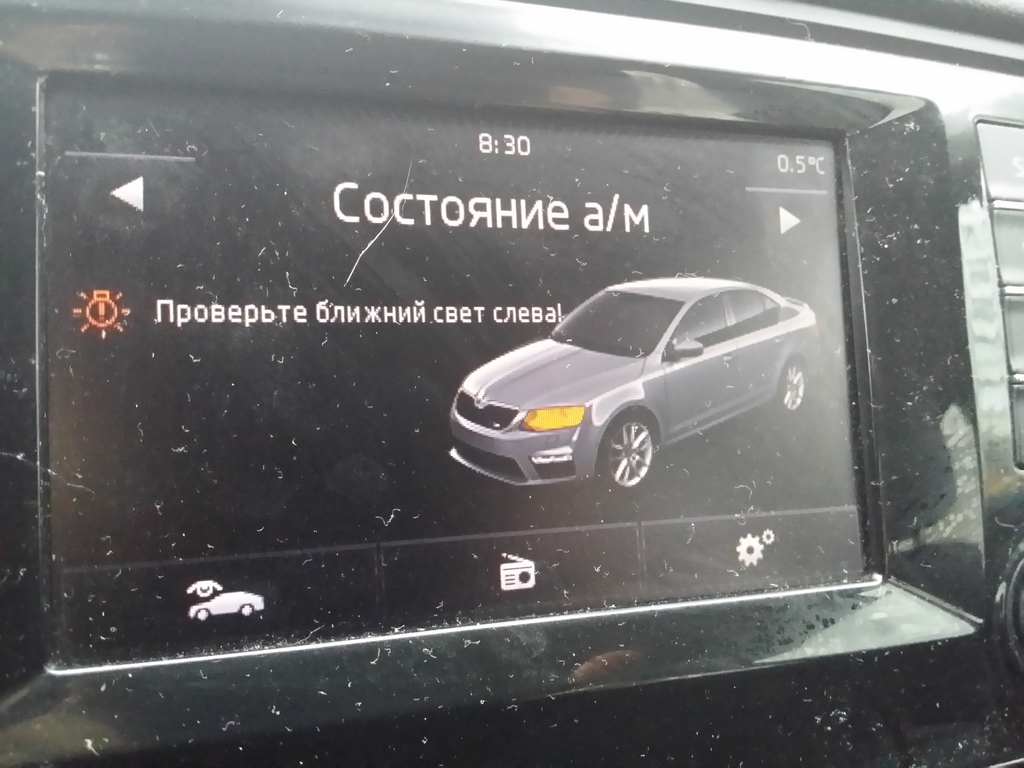 8:30
0.5°C
Состояние а/м
Проверьте ближний свет слева!